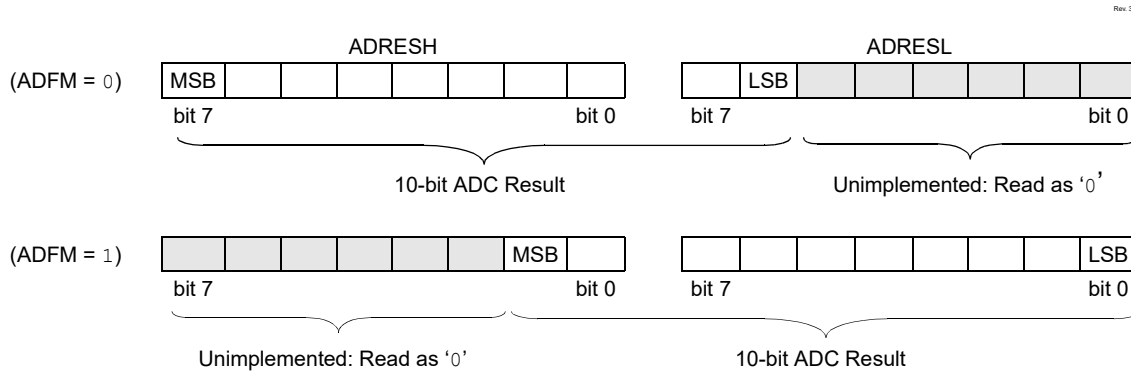 Rev. 3
ADRESH ADRESL
(ADFM = 0) MSB LSB
bit 7 bit 0 bit 7 bit 0
10-bit ADC Result Unimplemented: Read as ‘0’
(ADFM = 1) MSB LSB
bit 7 bit 0 bit 7 bit 0
Unimplemented: Read as ‘0’ 10-bit ADC Result